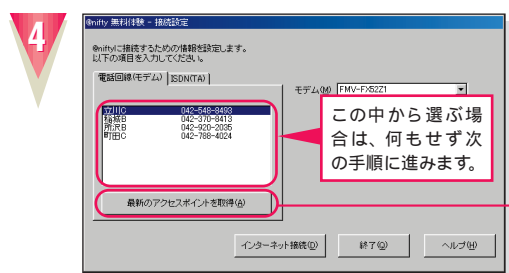 4
@nifty 無料体験 - 接続設定
@niftyに接続するための情報を設定します。
以下の項目を入力してください。
電話回線(モデム)
ISDN(TA)
モデム(M)
FMV-FX52Z1
立川C 042-548-8493
稲城B 042-370-8413
所沢B 042-920-2035
町田C 042-788-4024
この中から選ぶ場
合は、何もせず次
の手順に進みます。
最新のアクセスポイントを取得(A)
インターネット接続(D)
終了(Q)
ヘルプ(H)